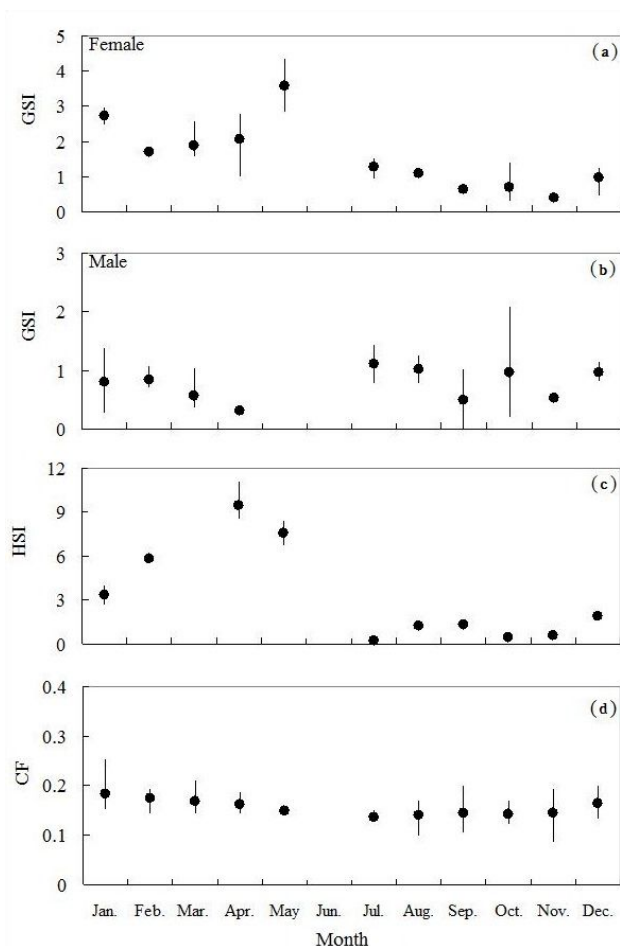 5
Female
(a)
4
3
GSI
2
1
0
3
Male
(b)
2
GSI
1
0
12
(c)
9
HSI
6
3
0
0.4
(d)
0.3
CF
0.2
0.1
0
Jan. Feb. Mar. Apr. May Jun. Jul. Aug. Sep. Oct. Nov. Dec.
Month